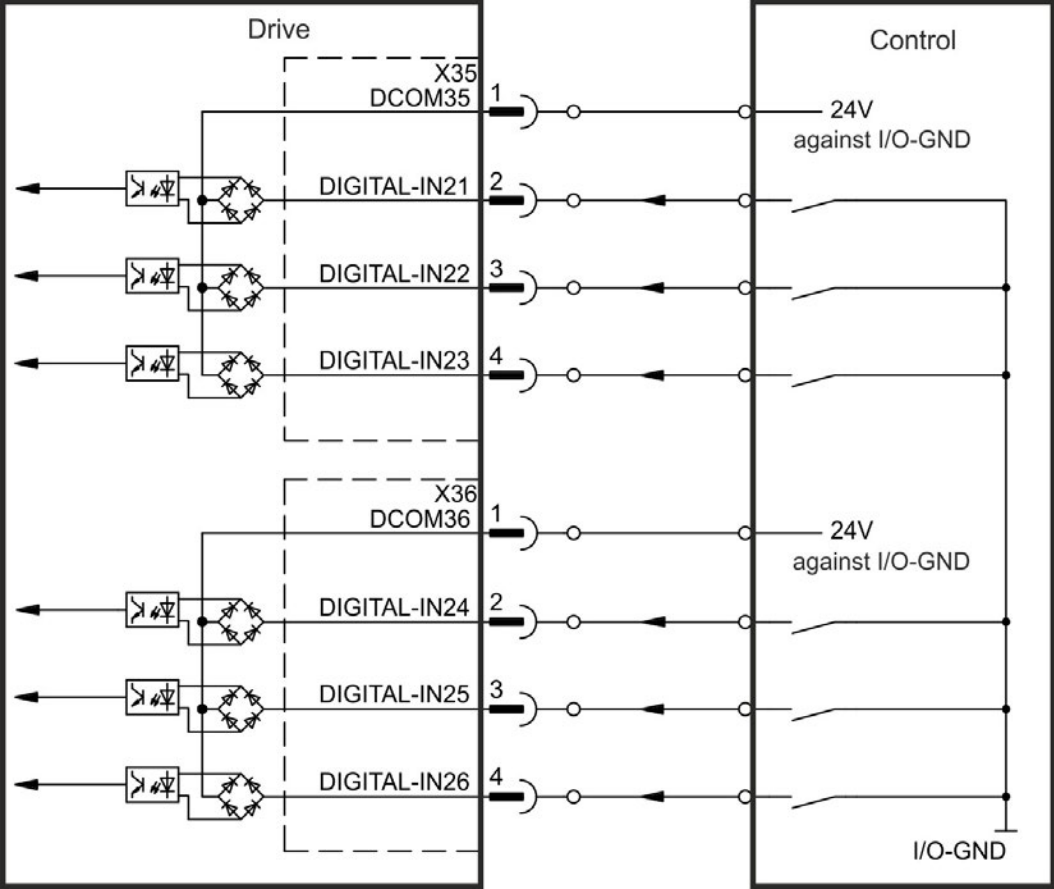 Drive
Control
X35
DCOM35
1
24V
against I/O-GND
DIGITAL-IN21
2
DIGITAL-IN22
3
DIGITAL-IN23
4
X36
DCOM36
1
24V
against I/O-GND
DIGITAL-IN24
2
DIGITAL-IN25
3
DIGITAL-IN26
4
I/O-GND